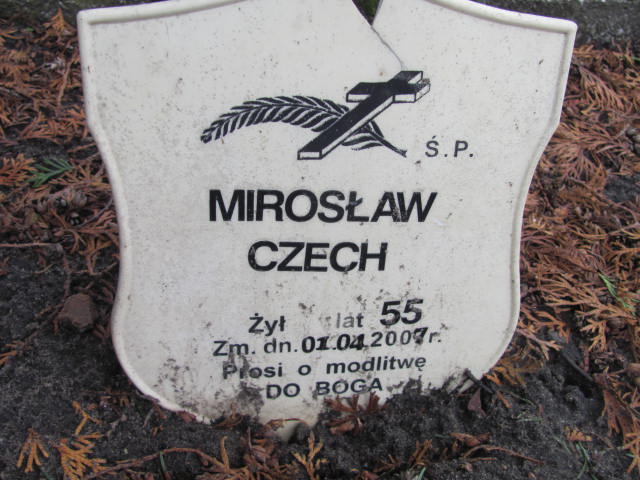 Ś.P.
MIROSŁAW
CZECH
Żył lat 55
Zm. dn. 01.04.2007r.
Prosi o modlitwę
DO BOGA